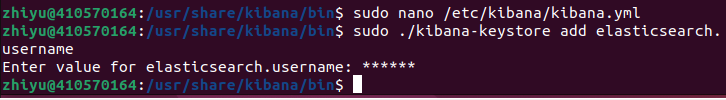 zhiyu@410570164:/usr/share/kibana/bin$ sudo nano /etc/kibana/kibana.yml
zhiyu@410570164:/usr/share/kibana/bin$ sudo ./kibana-keystore add elasticsearch.
username
Enter value for elasticsearch.username: ******
zhiyu@410570164:/usr/share/kibana/bin$